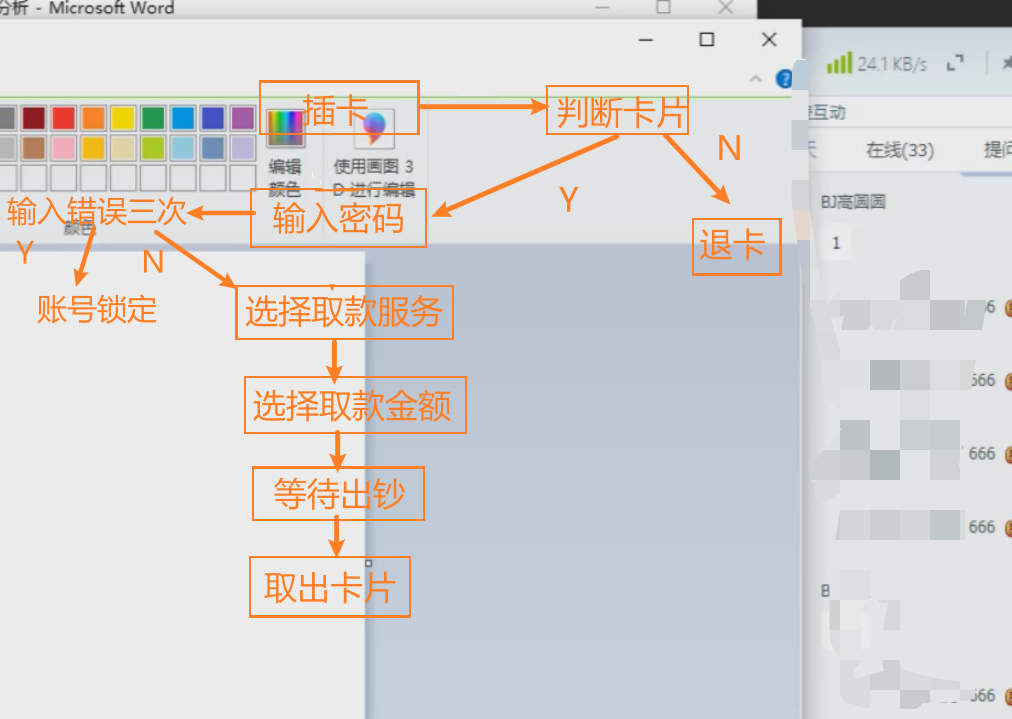 分析 - Microsoft Word
24.1 KB/s
插卡
判断卡片
互动
编辑
颜色
使用画图 3
D 进行编辑
N
在线(33)
提问
Y
BJ高圆圆
输入错误三次
输入密码
颜色
退卡
1
Y
N
账号锁定
选择取款服务
666
选择取款金额
666
等待出钞
666
取出卡片
B
666